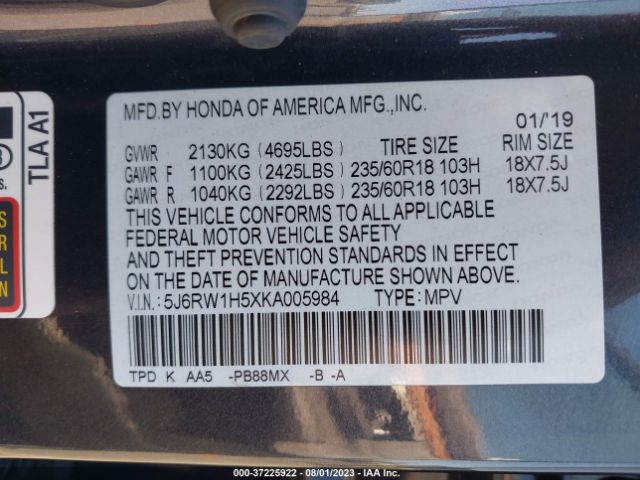 MFD.BY HONDA OF AMERICA MFG.,INC.
01/'19
GVWR 2130KG (4695LBS) TIRE SIZE RIM SIZE
GAWR F 1100KG (2425LBS) 235/60R18 103H 18X7.5J
GAWR R 1040KG (2292LBS) 235/60R18 103H 18X7.5J
THIS VEHICLE CONFORMS TO ALL APPLICABLE
FEDERAL MOTOR VEHICLE SAFETY
AND THEFT PREVENTION STANDARDS IN EFFECT
ON THE DATE OF MANUFACTURE SHOWN ABOVE.
V.I.N: 5J6RW1H5XKA005984 TYPE: MPV
TPD K AA5 -PB88MX -B -A
TLA A1
000-37225922 - 08/01/2023 - IAA Inc.